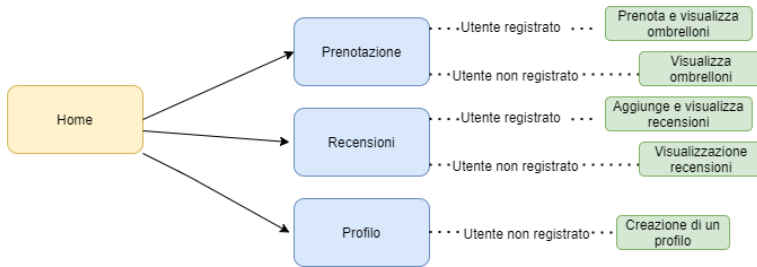 Home
Prenotazione
Utente registrato
Prenota e visualizza
ombrelloni
Utente non registrato
Visualizza
ombrelloni
Recensioni
Utente registrato
Aggiunge e visualizza
recensioni
Utente non registrato
Visualizzazione
recensioni
Profilo
Utente non registrato
Creazione di un
profilo